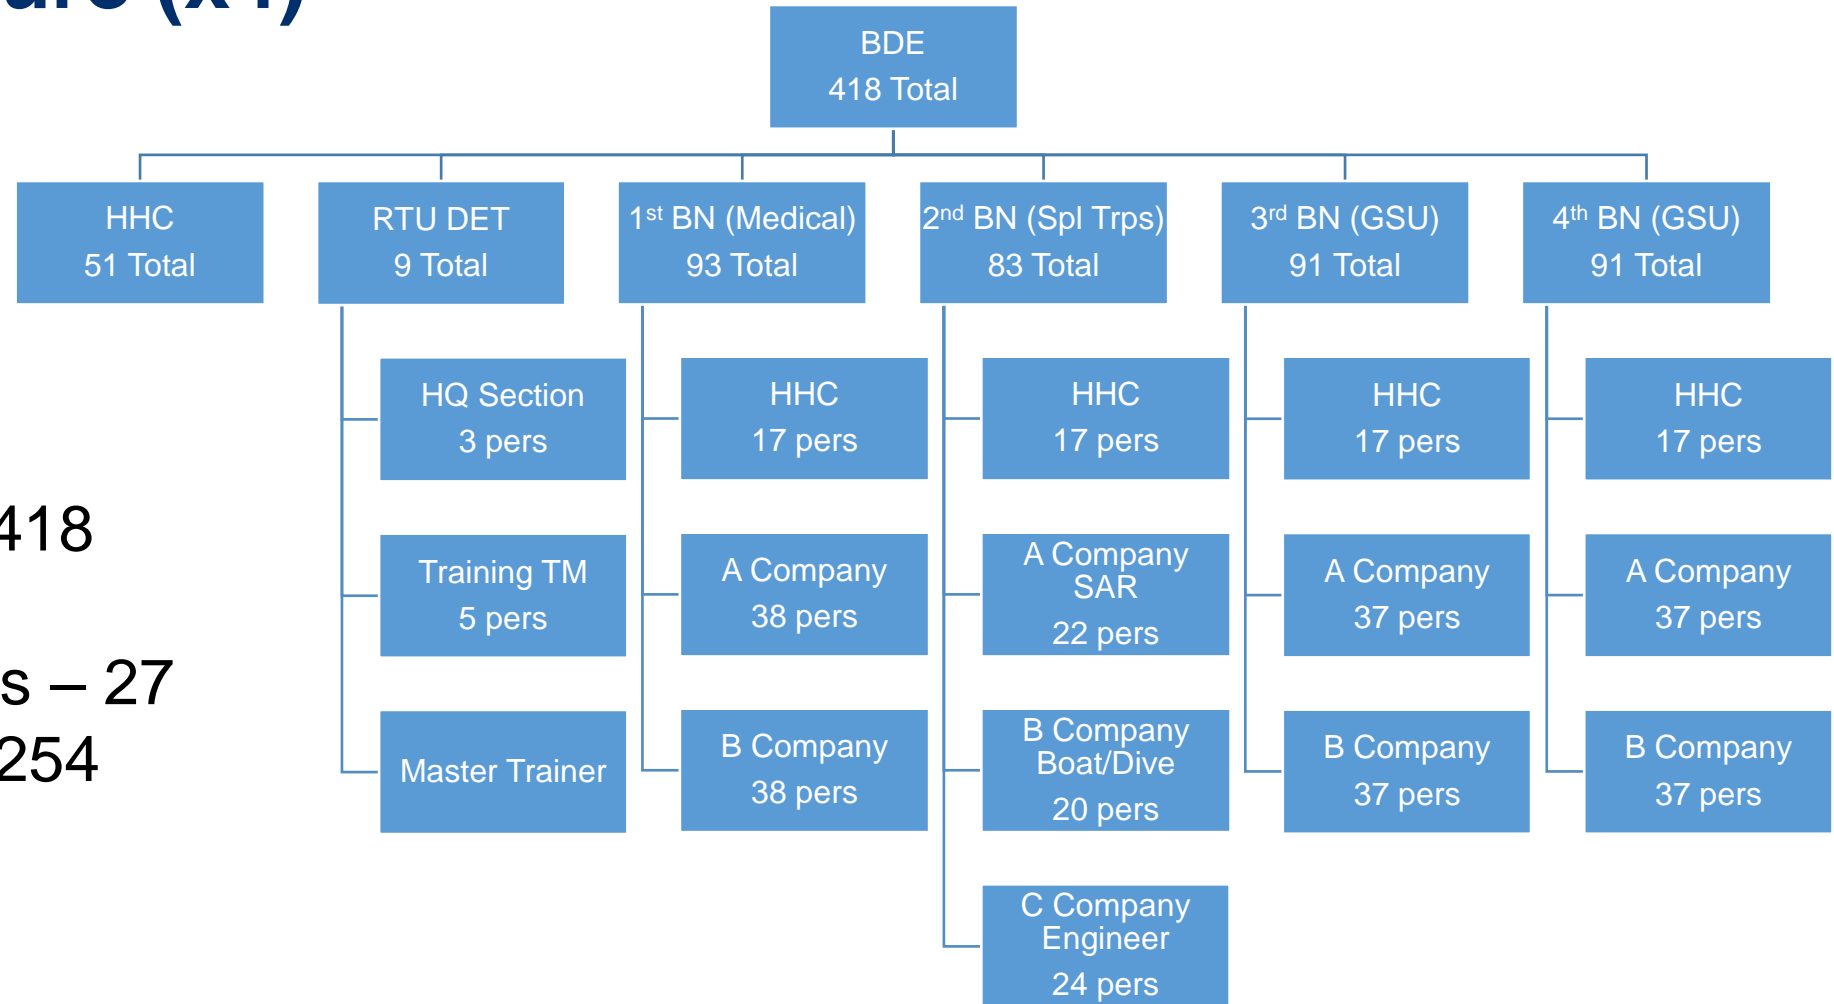 (x4)
BDE
418 Total
HHC
51 Total
RTU DET
9 Total
1st BN (Medical)
93 Total
2nd BN (Spl Trps)
83 Total
3rd BN (GSU)
91 Total
4th BN (GSU)
91 Total
HQ Section
3 pers
Training TM
5 pers
Master Trainer
HHC
17 pers
A Company
38 pers
B Company
38 pers
HHC
17 pers
A Company
SAR
22 pers
B Company
Boat/Dive
20 pers
C Company
Engineer
24 pers
HHC
17 pers
A Company
37 pers
B Company
37 pers
HHC
17 pers
A Company
37 pers
B Company
37 pers
418
s – 27
254